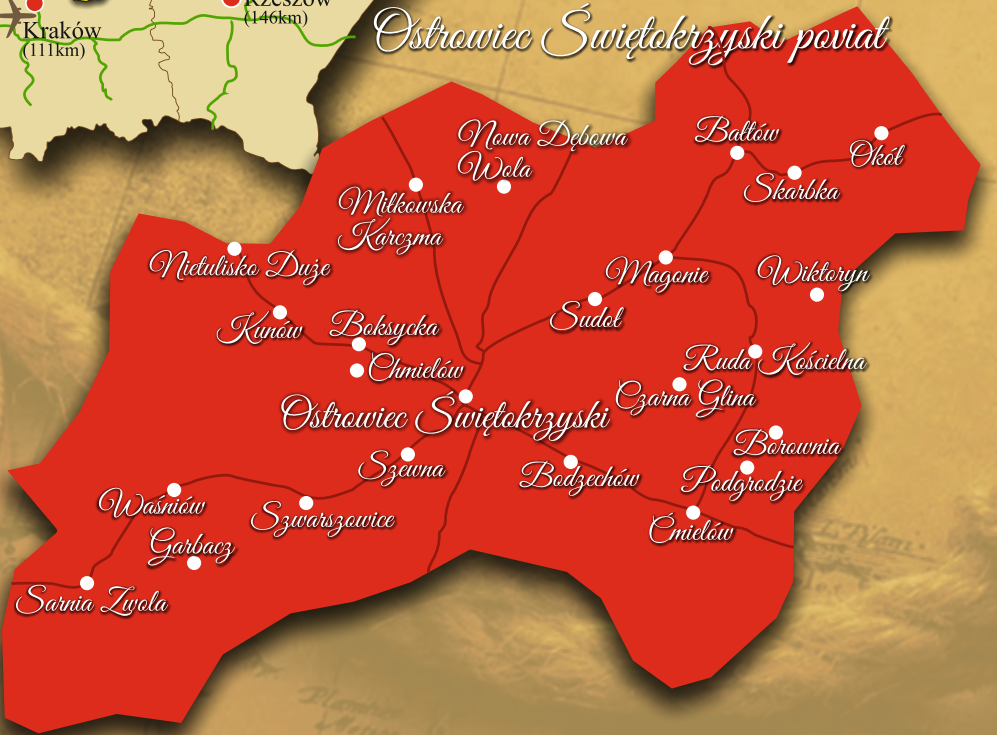 Rzeszów
(146km)
Kraków
(111km)
Ostrowiec Świętokrzyski powiat
Nowa Dębowa
Wola
Bałtów
Okół
Skarbka
Miłkowska
Karczma
Nietulisko Duże
Magonie
Wiktoryn
Kunów
Boksycka
Sudoł
Chmielów
Ruda Kościelna
Czarna Glina
Ostrowiec Świętokrzyski
Borownia
Szewna
Bodzechów
Podgrodzie
Waśniów
Szwarszowice
Ćmielów
Garbacz
Sarnia Zwola